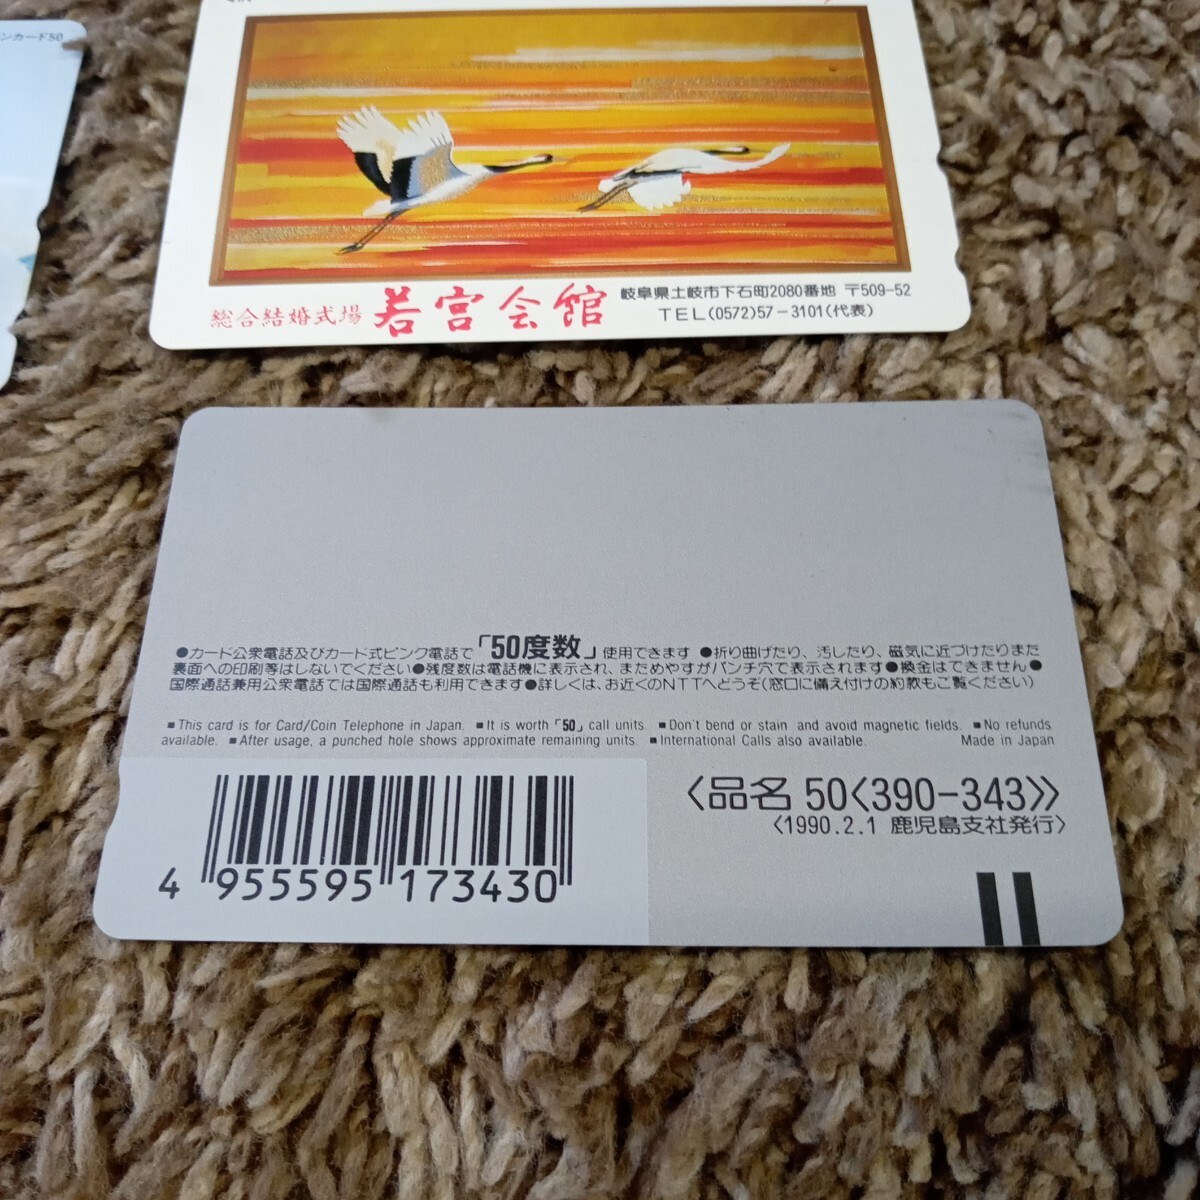 ンカード50
総合結婚式場 若宮会館 岐阜県土岐市下石町2080番地 〒509-52
TEL(0572)57-3101(代表)
●カード公衆電話及びカード式ピンク電話で「50度数」使用できます ●折り曲げたり、汚したり、磁気に近づけたりまた
裏面への印刷等はしないでください●残度数は電話機に表示され、まためやすがパンチ穴で表示されます●換金はできません●
国際通話兼用公衆電話では国際通話も利用できます●詳しくは、お近くのNTTへどうぞ(窓口に備え付けの約款もご覧ください)
■This card is for Card/Coin Telephone in Japan. ■It is worth「50」call units. ■Don't bend or stain and avoid magnetic fields. ■No refunds
available. ■After usage, a punched hole shows approximate remaining units. ■International Calls also available. Made in Japan
〈品名 50〈390-343〉〉
〈1990.2.1 鹿児島支社発行〉
4 955595 173430